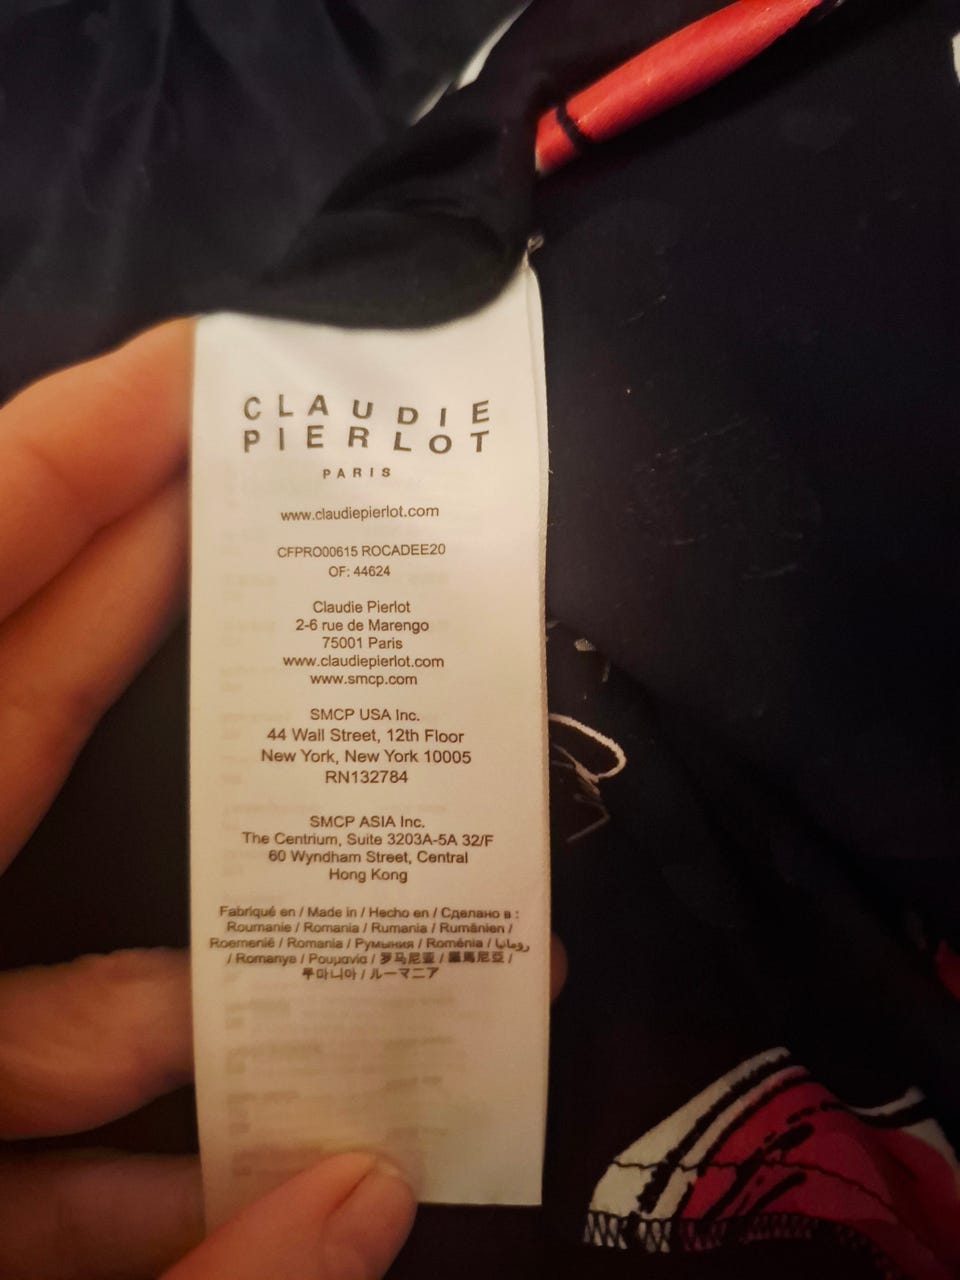 CLAUDIE
PIERLOT
PARIS
www.claudiepierlot.com
CFPRO00615 ROCADEE20
OF: 44624
Claudie Pierlot
2-6 rue de Marengo
75001 Paris
www.claudiepierlot.com
www.smcp.com
SMCP USA Inc.
44 Wall Street, 12th Floor
New York, New York 10005
RN132784
SMCP ASIA Inc.
The Centrium, Suite 3203A-5A 32/F
60 Wyndham Street, Central
Hong Kong
Fabriqué en / Made in / Hecho en / Сделано в :
Roumanie / Romania / Rumania / Rumänien /
Roemenië / Romania / Румыния / Roménia / رومانيا
/ Romanya / Ρουμανία / 罗马尼亚 / 羅馬尼亞 /
루마니아 / ルーマニア